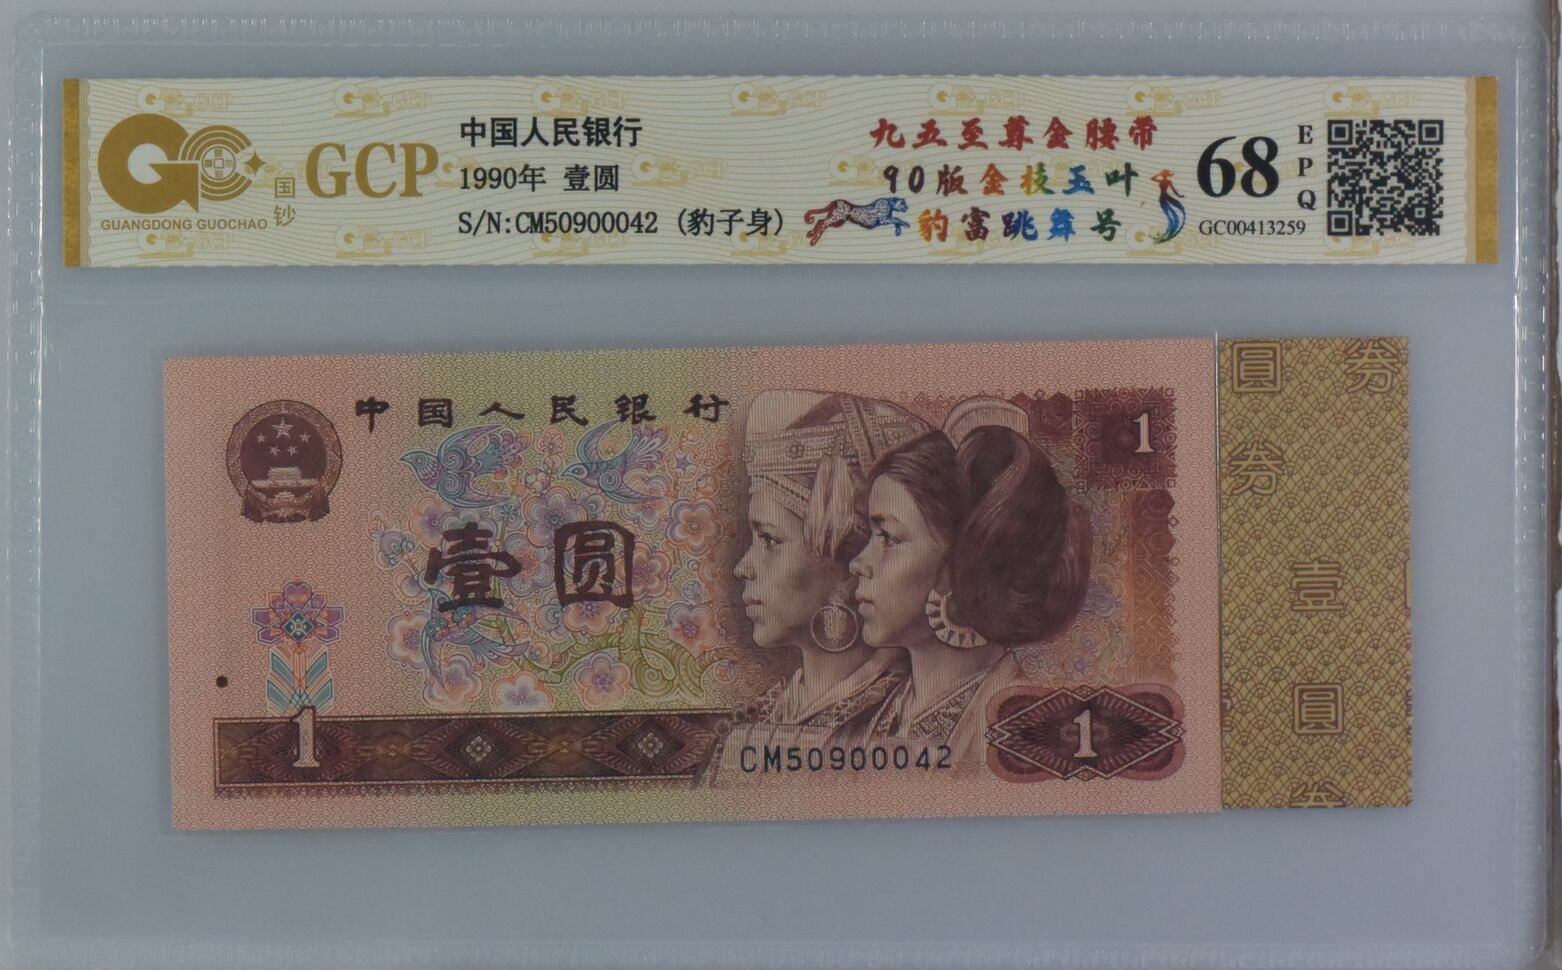 GUANGDONG GUOCHAO
国钞
GCP
中国人民银行
1990年 壹圆
S/N:CM50900042 (豹子身)
九五至尊金腰带
90版金枝玉叶
豹富跳舞号
68
EPQ
GC00413259
中国人民银行
壹圆
1
1
CM50900042
1
圆 券
券
壹
圆
券